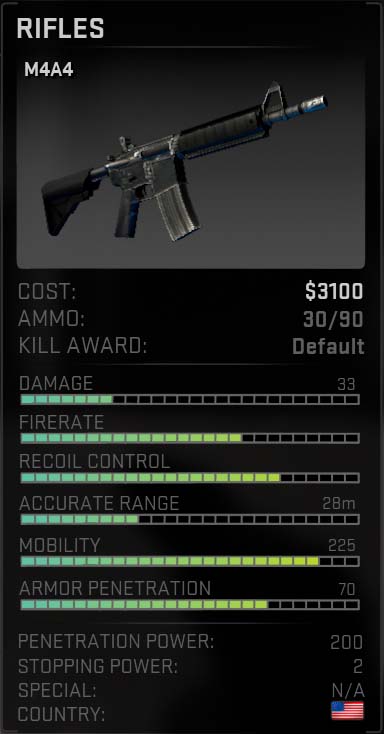 RIFLES
M4A4
COST: $3100
AMMO: 30/90
KILL AWARD: Default
DAMAGE 33
FIRERATE
RECOIL CONTROL
ACCURATE RANGE 28m
MOBILITY 225
ARMOR PENETRATION 70
PENETRATION POWER: 200
STOPPING POWER: 2
SPECIAL: N/A
COUNTRY: